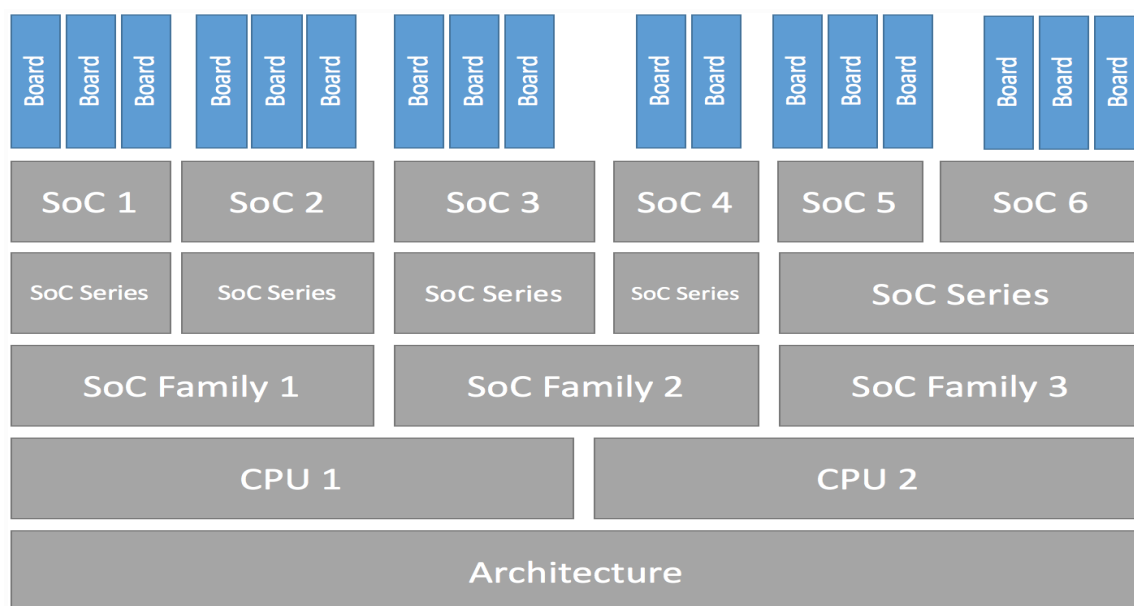 Board Board Board Board Board Board Board Board Board Board Board Board Board Board Board Board Board
SoC 1 SoC 2 SoC 3 SoC 4 SoC 5 SoC 6
SoC Series SoC Series SoC Series SoC Series SoC Series
SoC Family 1 SoC Family 2 SoC Family 3
CPU 1 CPU 2
Architecture